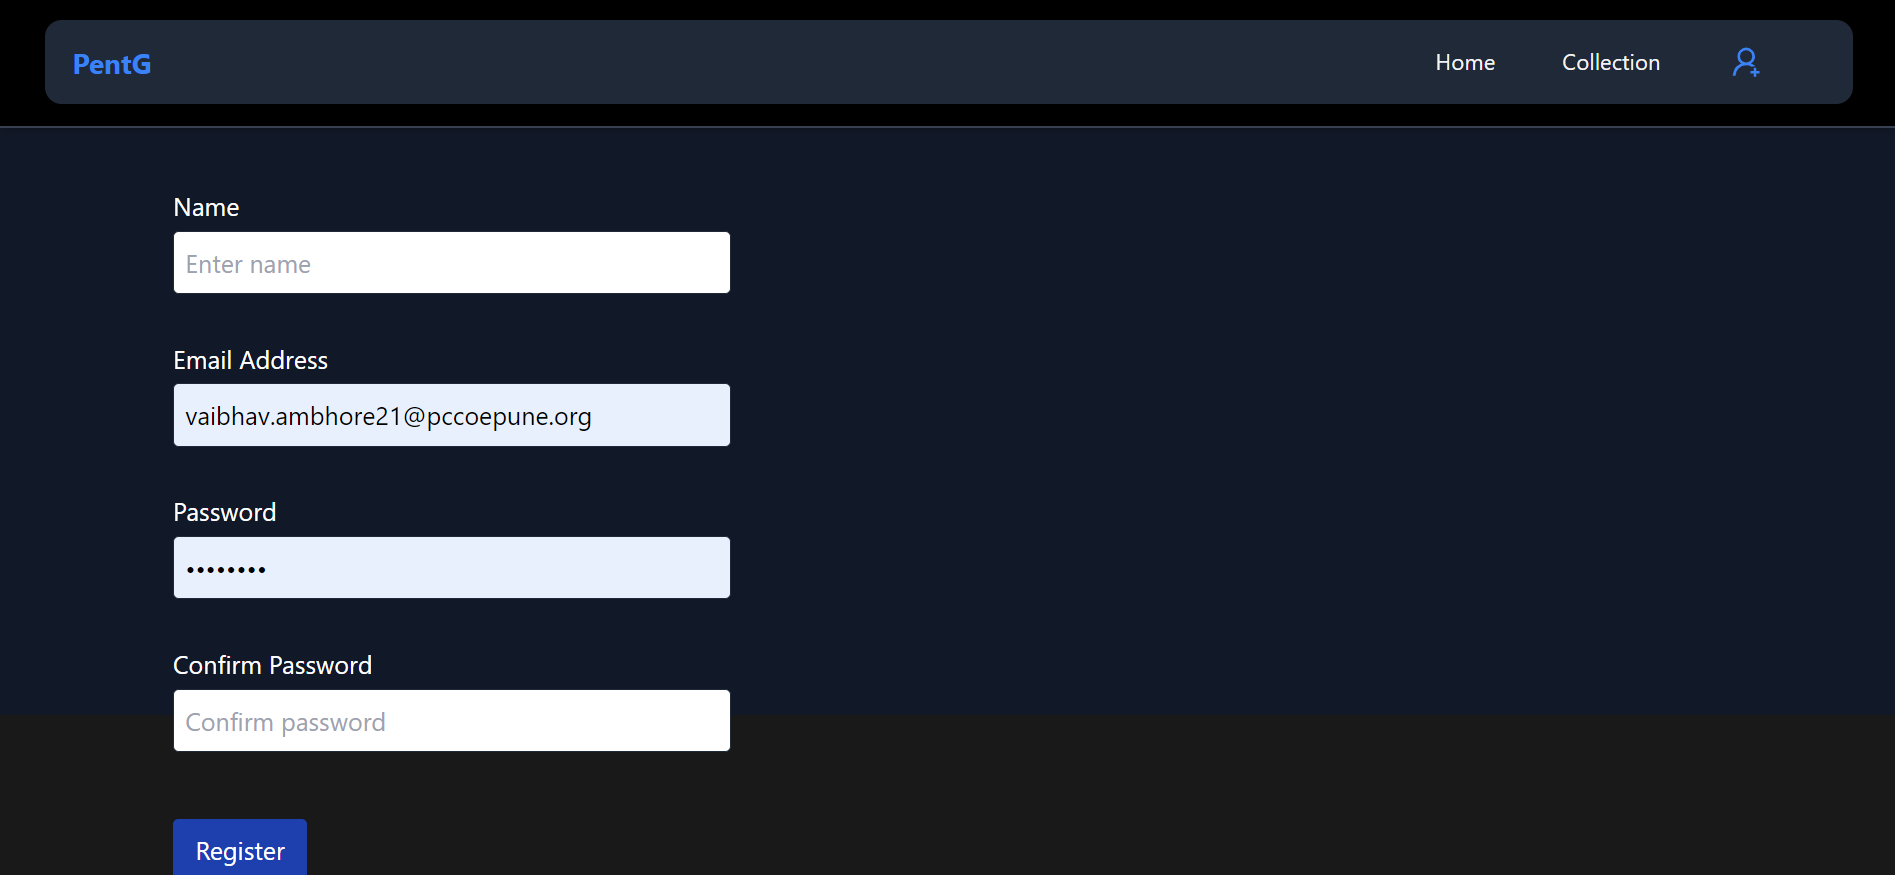 PentG
Home
Collection
Name
Enter name
Email Address
vaibhav.ambhore21@pccoepune.org
Password
••••••••
Confirm Password
Confirm password
Register